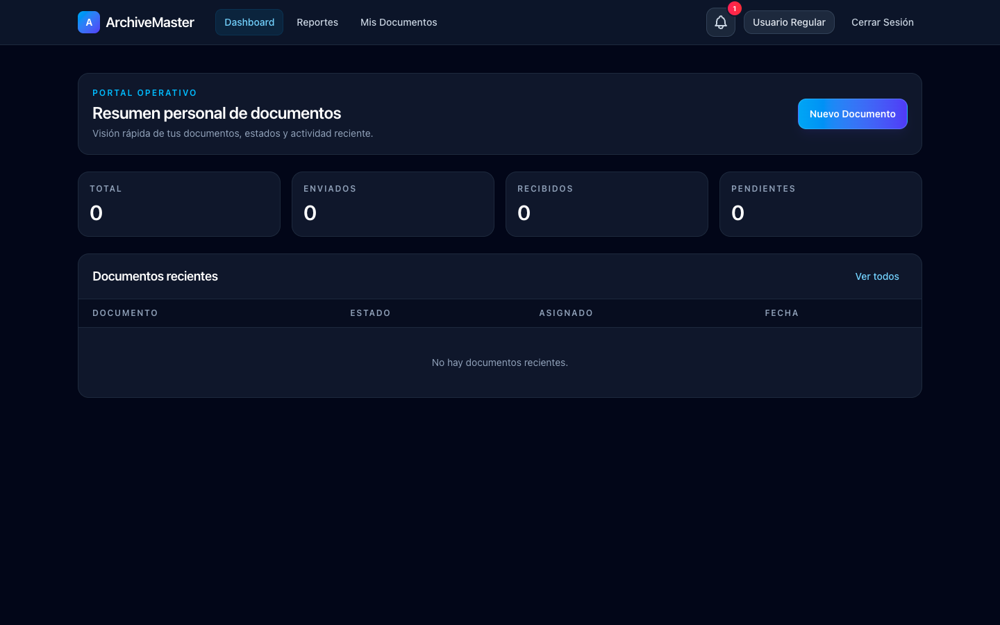 A ArchiveMaster Dashboard Reportes Mis Documentos 1 Usuario Regular Cerrar Sesión
PORTAL OPERATIVO
Resumen personal de documentos
Visión rápida de tus documentos, estados y actividad reciente.
Nuevo Documento
TOTAL
0
ENVIADOS
0
RECIBIDOS
0
PENDIENTES
0
Documentos recientes
Ver todos
DOCUMENTO ESTADO ASIGNADO FECHA
No hay documentos recientes.